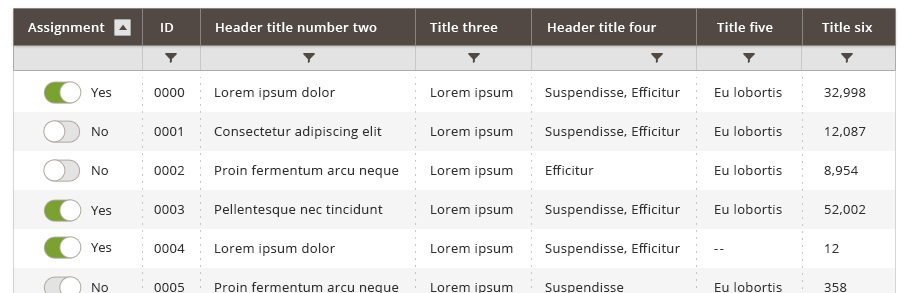 Assignment ID Header title number two Title three Header title four Title five Title six
Yes 0000 Lorem ipsum dolor Lorem ipsum Suspendisse, Efficitur Eu lobortis 32,998
No 0001 Consectetur adipiscing elit Lorem ipsum Suspendisse, Efficitur Eu lobortis 12,087
No 0002 Proin fermentum arcu neque Lorem ipsum Efficitur Eu lobortis 8,954
Yes 0003 Pellentesque nec tincidunt Lorem ipsum Suspendisse, Efficitur Eu lobortis 52,002
Yes 0004 Lorem ipsum dolor Lorem ipsum Suspendisse, Efficitur -- 12
No 0005 Proin fermentum arcu neque Lorem ipsum Suspendisse Eu lobortis 358